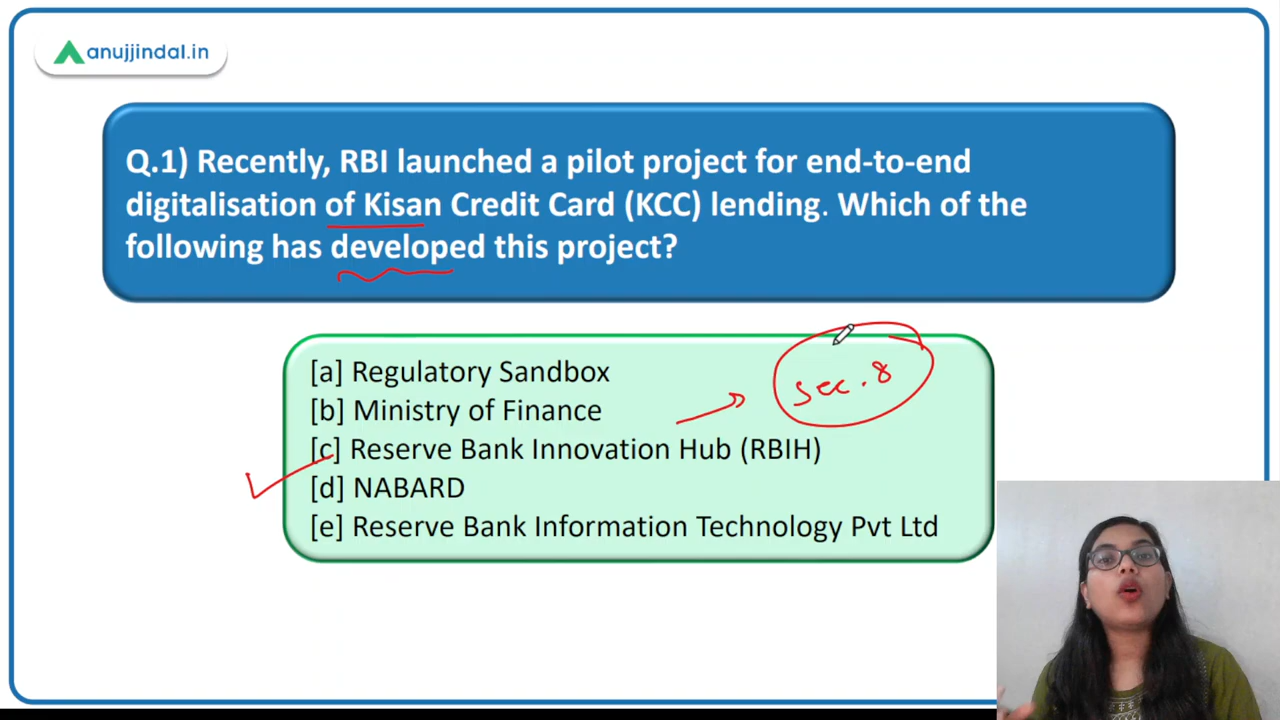 anujjindal.in
Q.1) Recently, RBI launched a pilot project for end-to-end
digitalisation of Kisan Credit Card (KCC) lending. Which of the
following has developed this project?
[a] Regulatory Sandbox
sec. 8
[b] Ministry of Finance
[c] Reserve Bank Innovation Hub (RBIH)
[d] NABARD
[e] Reserve Bank Information Technology Pvt Ltd